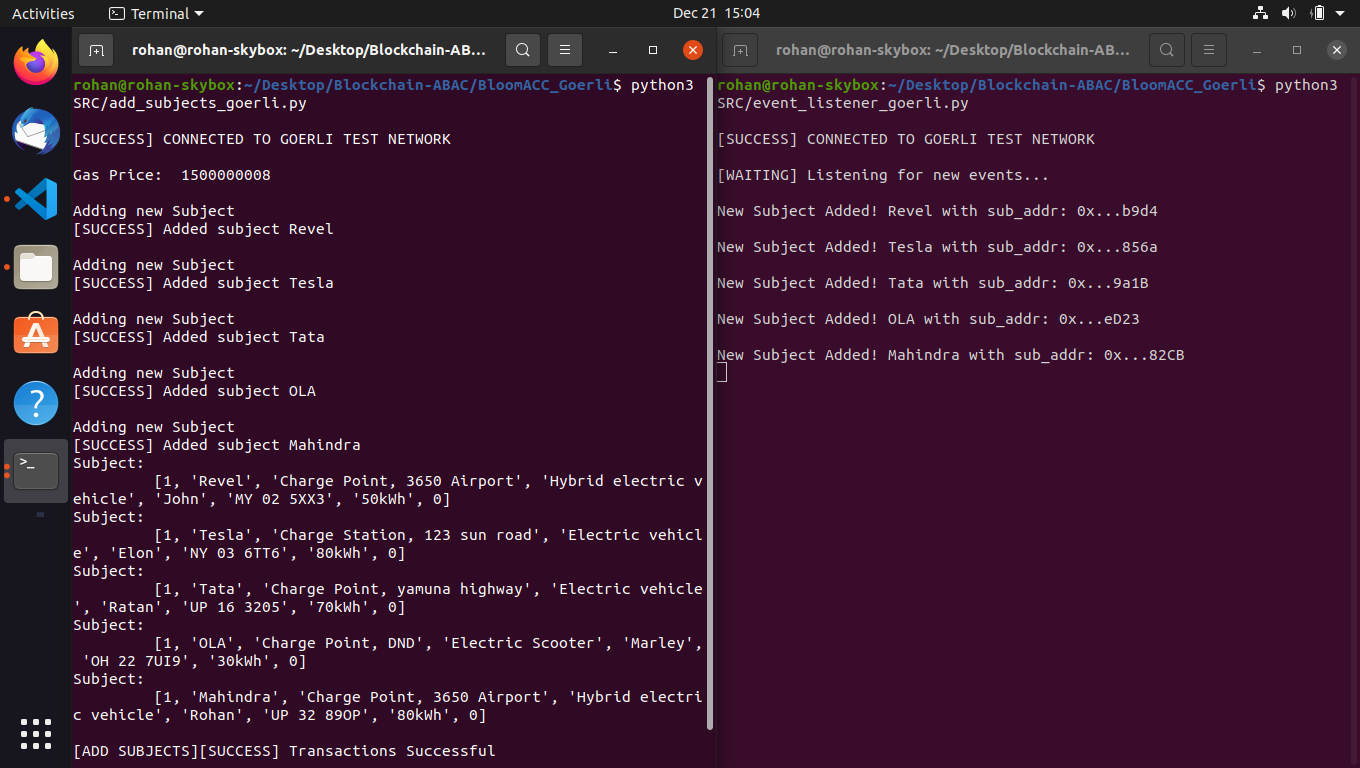 Activities
Terminal
Dec 21 15:04
rohan@rohan-skybox: ~/Desktop/Blockchain-AB...
rohan@rohan-skybox:~/Desktop/Blockchain-ABAC/BloomACC_Goerli$ python3
SRC/add_subjects_goerli.py
[SUCCESS] CONNECTED TO GOERLI TEST NETWORK
Gas Price:  1500000008
Adding new Subject
[SUCCESS] Added subject Revel
Adding new Subject
[SUCCESS] Added subject Tesla
Adding new Subject
[SUCCESS] Added subject Tata
Adding new Subject
[SUCCESS] Added subject OLA
Adding new Subject
[SUCCESS] Added subject Mahindra
Subject:
[1, 'Revel', 'Charge Point, 3650 Airport', 'Hybrid electric v
ehicle', 'John', 'MY 02 5XX3', '50kWh', 0]
Subject:
[1, 'Tesla', 'Charge Station, 123 sun road', 'Electric vehicl
e', 'Elon', 'NY 03 6TT6', '80kWh', 0]
Subject:
[1, 'Tata', 'Charge Point, yamuna highway', 'Electric vehicle
', 'Ratan', 'UP 16 3205', '70kWh', 0]
Subject:
[1, 'OLA', 'Charge Point, DND', 'Electric Scooter', 'Marley',
'OH 22 7UI9', '30kWh', 0]
Subject:
[1, 'Mahindra', 'Charge Point, 3650 Airport', 'Hybrid electri
c vehicle', 'Rohan', 'UP 32 89OP', '80kWh', 0]
[ADD SUBJECTS][SUCCESS] Transactions Successful
rohan@rohan-skybox: ~/Desktop/Blockchain-AB...
rohan@rohan-skybox:~/Desktop/Blockchain-ABAC/BloomACC_Goerli$ python3
SRC/event_listener_goerli.py
[SUCCESS] CONNECTED TO GOERLI TEST NETWORK
[WAITING] Listening for new events...
New Subject Added! Revel with sub_addr: 0x...b9d4
New Subject Added! Tesla with sub_addr: 0x...856a
New Subject Added! Tata with sub_addr: 0x...9a1B
New Subject Added! OLA with sub_addr: 0x...eD23
New Subject Added! Mahindra with sub_addr: 0x...82CB